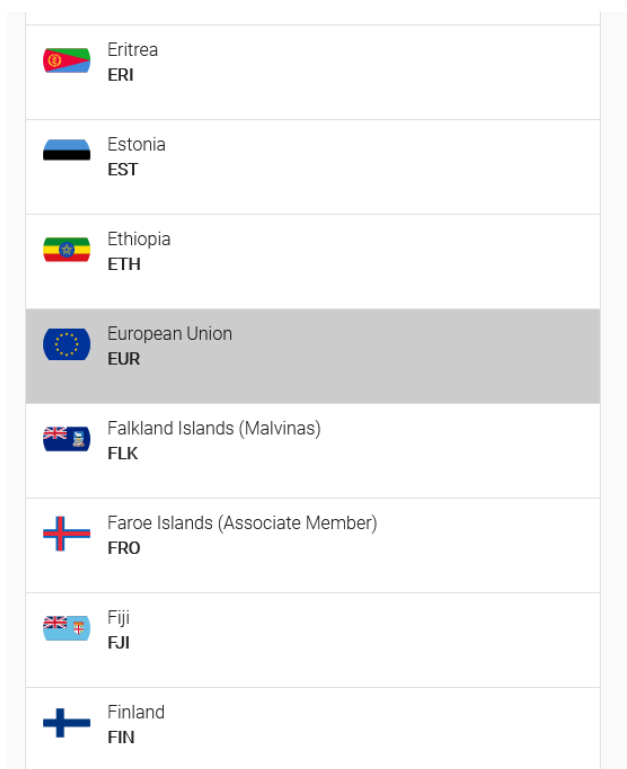 Eritrea
ERI
Estonia
EST
Ethiopia
ETH
European Union
EUR
Falkland Islands (Malvinas)
FLK
Faroe Islands (Associate Member)
FRO
Fiji
FJI
Finland
FIN